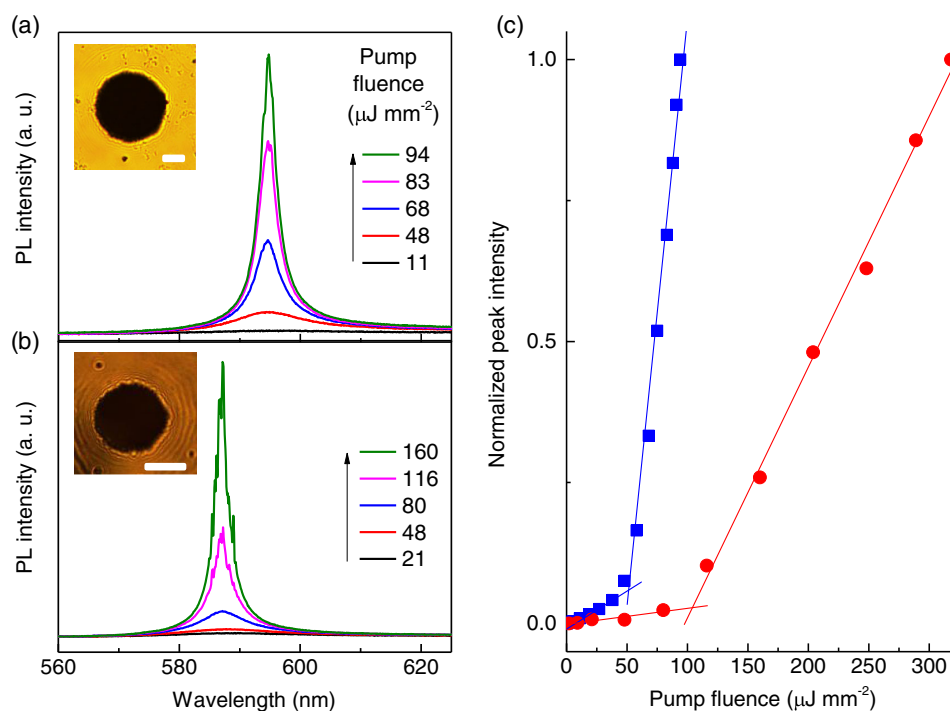 (a)
PL intensity (a. u.)
Pump
fluence
(μJ mm-2)
94
83
68
48
11
(b)
PL intensity (a. u.)
160
116
80
48
21
560
580
600
620
Wavelength (nm)
(c)
Normalized peak intensity
1.0
0.5
0.0
0
50
100
150
200
250
300
Pump fluence (μJ mm-2)